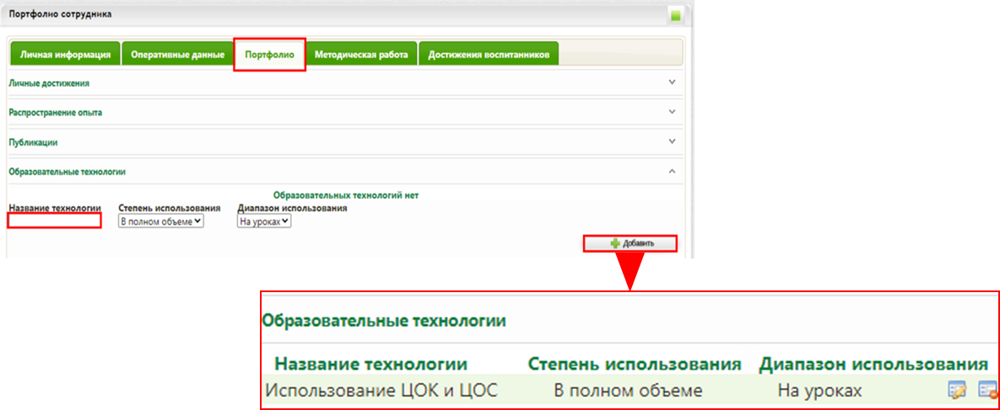 Портфолио сотрудника
Личная информация Оперативные данные Портфолио Методическая работа Достижения воспитанников
Личные достижения
Распространение опыта
Публикации
Образовательные технологии
Образовательных технологий нет
Название технологии Степень использования Диапазон использования
В полном объеме На уроках
Добавить
Образовательные технологии
Название технологии Степень использования Диапазон использования
Использование ЦОК и ЦОС В полном объеме На уроках